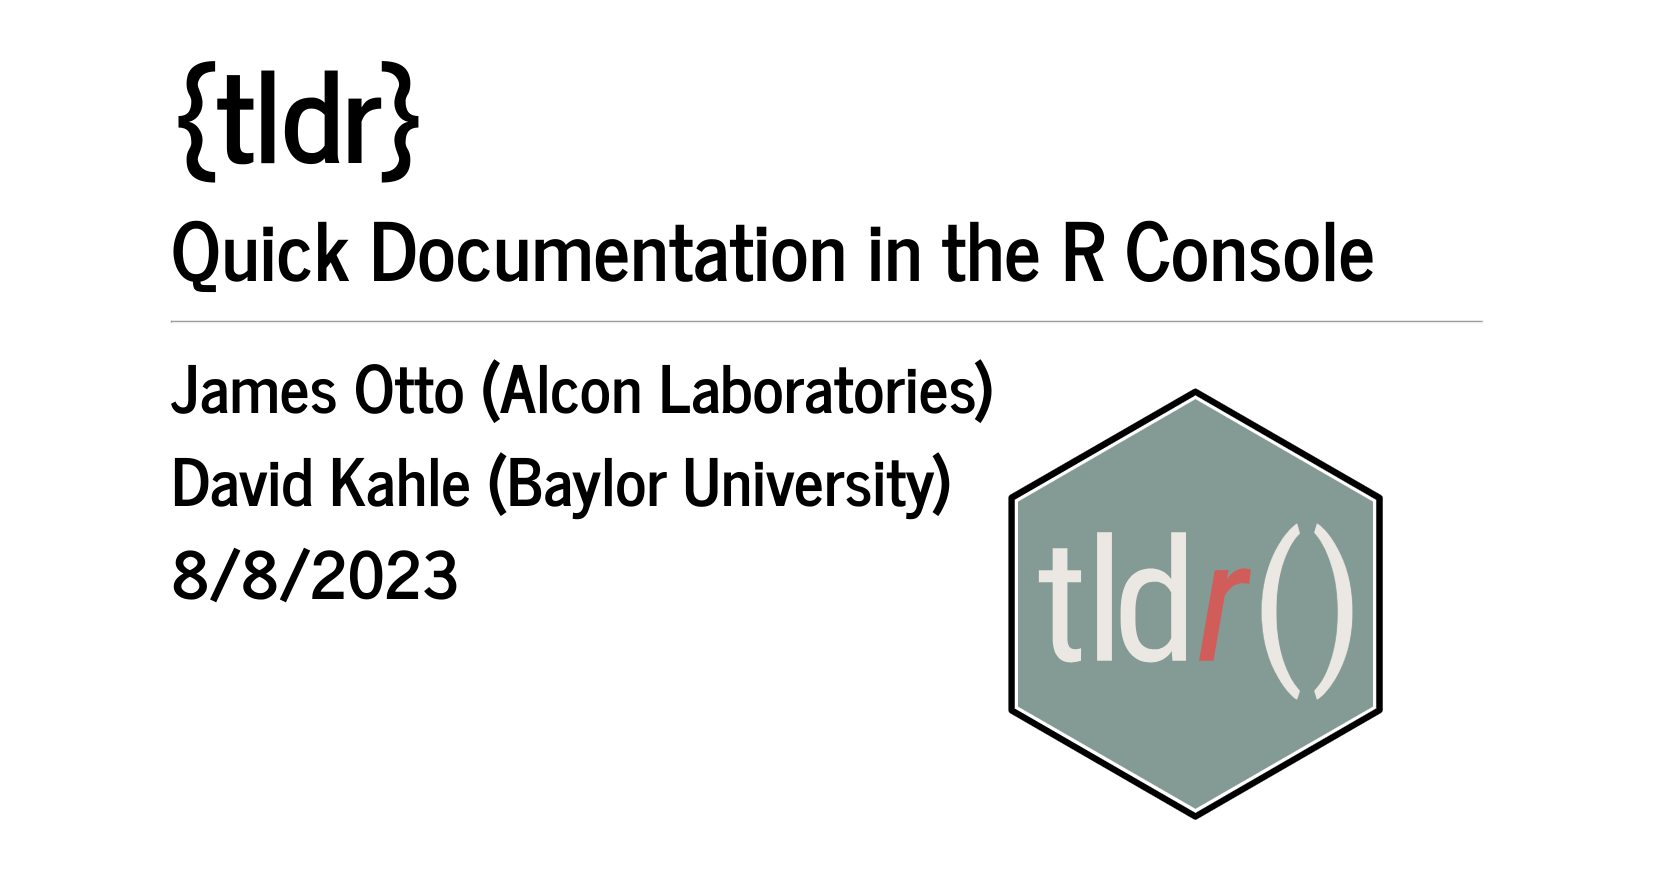 {tldr}
Quick Documentation in the R Console
James Otto (Alcon Laboratories)
David Kahle (Baylor University)
8/8/2023
tldr()